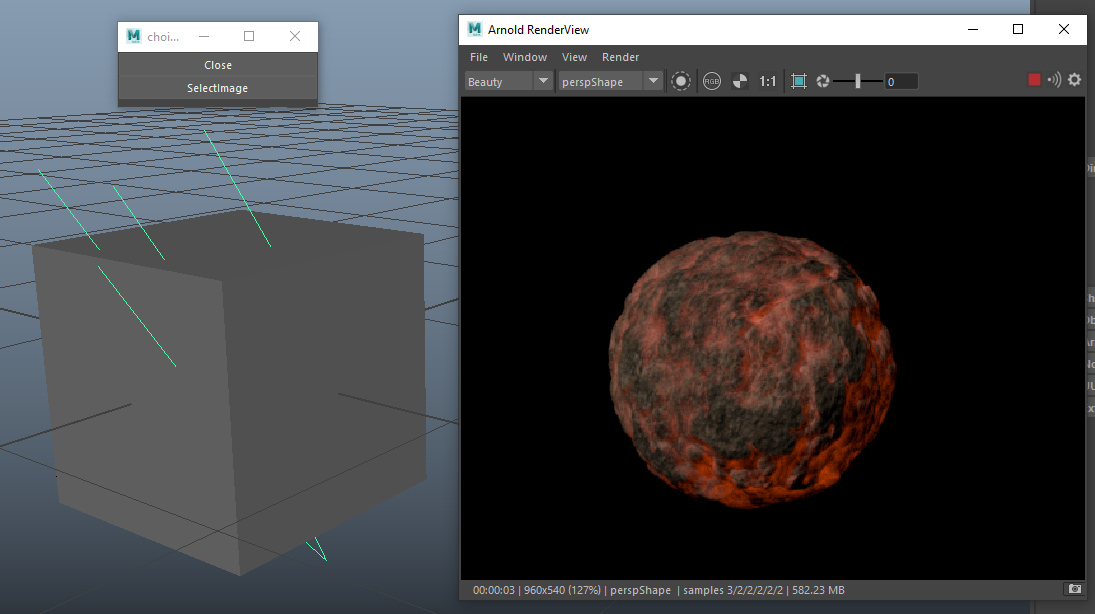 choi...
Close
SelectImage
Arnold RenderView
File Window View Render
Beauty perspShape RGB 1:1 0
00:00:03 | 960x540 (127%) | perspShape | samples 3/2/2/2/2/2 | 582.23 MB